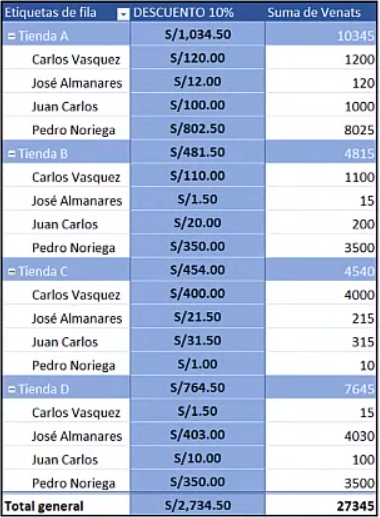 Etiquetas de fila DESCUENTO 10% Suma de Venats
Tienda A S/1,034.50 10345
Carlos Vasquez S/120.00 1200
José Almanares S/12.00 120
Juan Carlos S/100.00 1000
Pedro Noriega S/802.50 8025
Tienda B S/481.50 4815
Carlos Vasquez S/110.00 1100
José Almanares S/1.50 15
Juan Carlos S/20.00 200
Pedro Noriega S/350.00 3500
Tienda C S/454.00 4540
Carlos Vasquez S/400.00 4000
José Almanares S/21.50 215
Juan Carlos S/31.50 315
Pedro Noriega S/1.00 10
Tienda D S/764.50 7645
Carlos Vasquez S/1.50 15
José Almanares S/403.00 4030
Juan Carlos S/10.00 100
Pedro Noriega S/350.00 3500
Total general S/2,734.50 27345